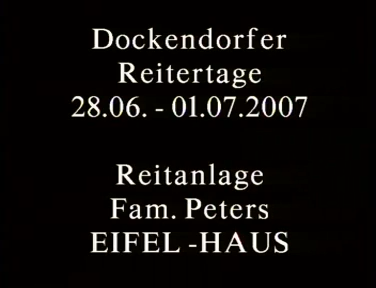 Dockendorfer
Reitertage
28.06. - 01.07.2007
Reitanlage
Fam. Peters
EIFEL -HAUS